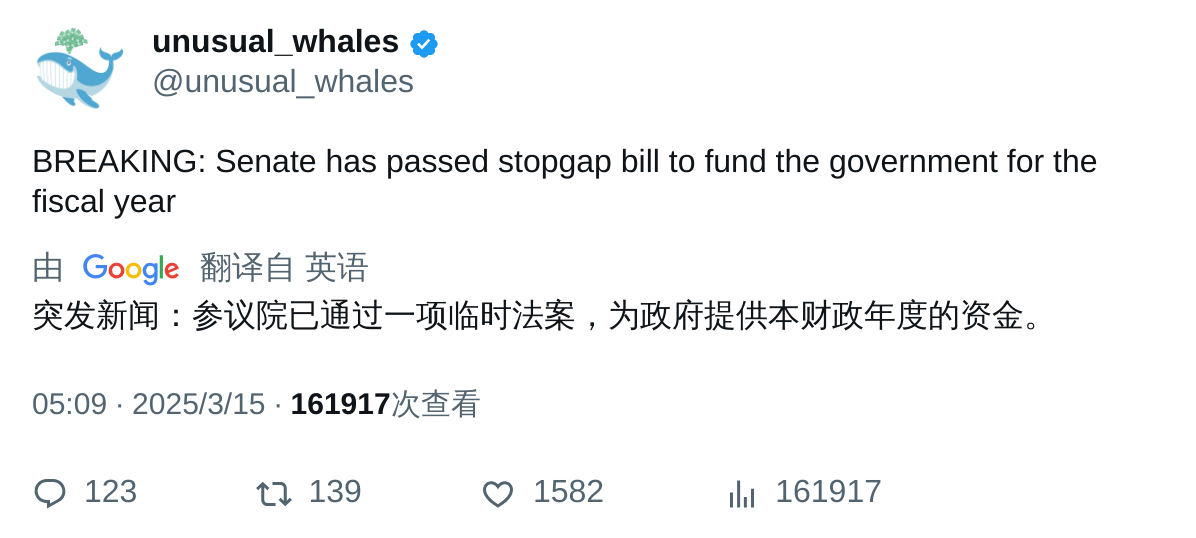 unusual_whales
@unusual_whales
BREAKING: Senate has passed stopgap bill to fund the government for the
fiscal year
由 Google 翻译自 英语
突发新闻：参议院已通过一项临时法案，为政府提供本财政年度的资金。
05:09 · 2025/3/15 · 161917次查看
123 139 1582 161917